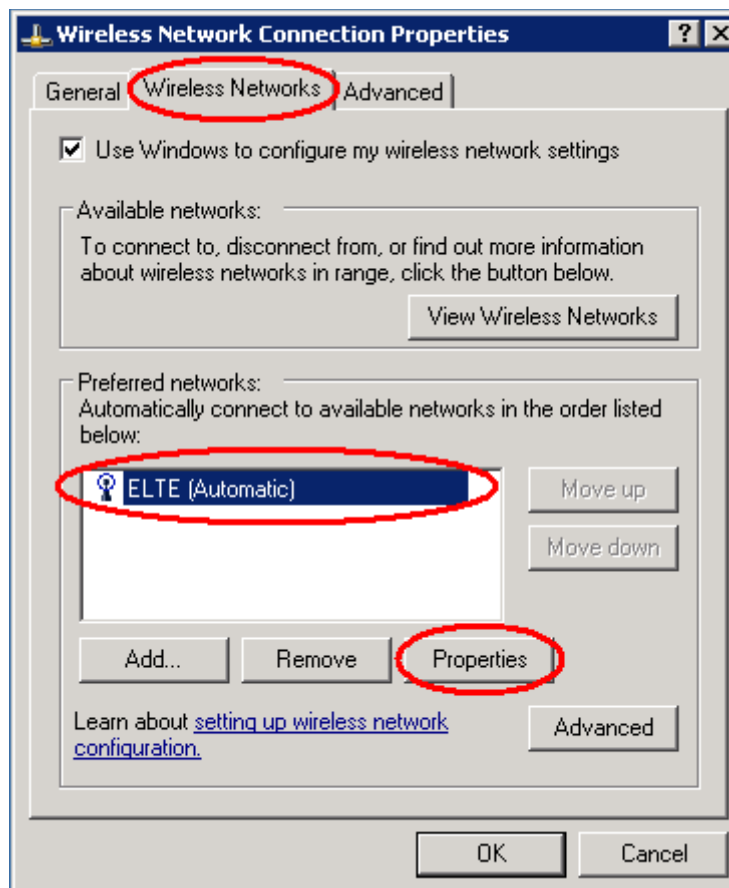 Wireless Network Connection Properties
General Wireless Networks Advanced
Use Windows to configure my wireless network settings
Available networks:
To connect to, disconnect from, or find out more information
about wireless networks in range, click the button below.
View Wireless Networks
Preferred networks:
Automatically connect to available networks in the order listed
below:
ELTE (Automatic)
Move up
Move down
Add... Remove Properties
Learn about setting up wireless network
configuration.
Advanced
OK Cancel